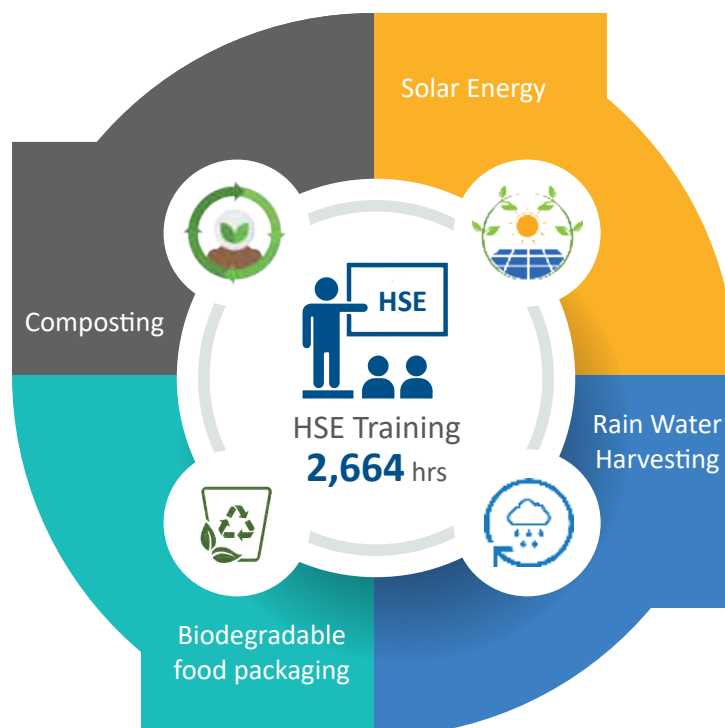 Solar Energy
Composting
HSE
HSE Training
2,664 hrs
Rain Water
Harvesting
Biodegradable
food packaging